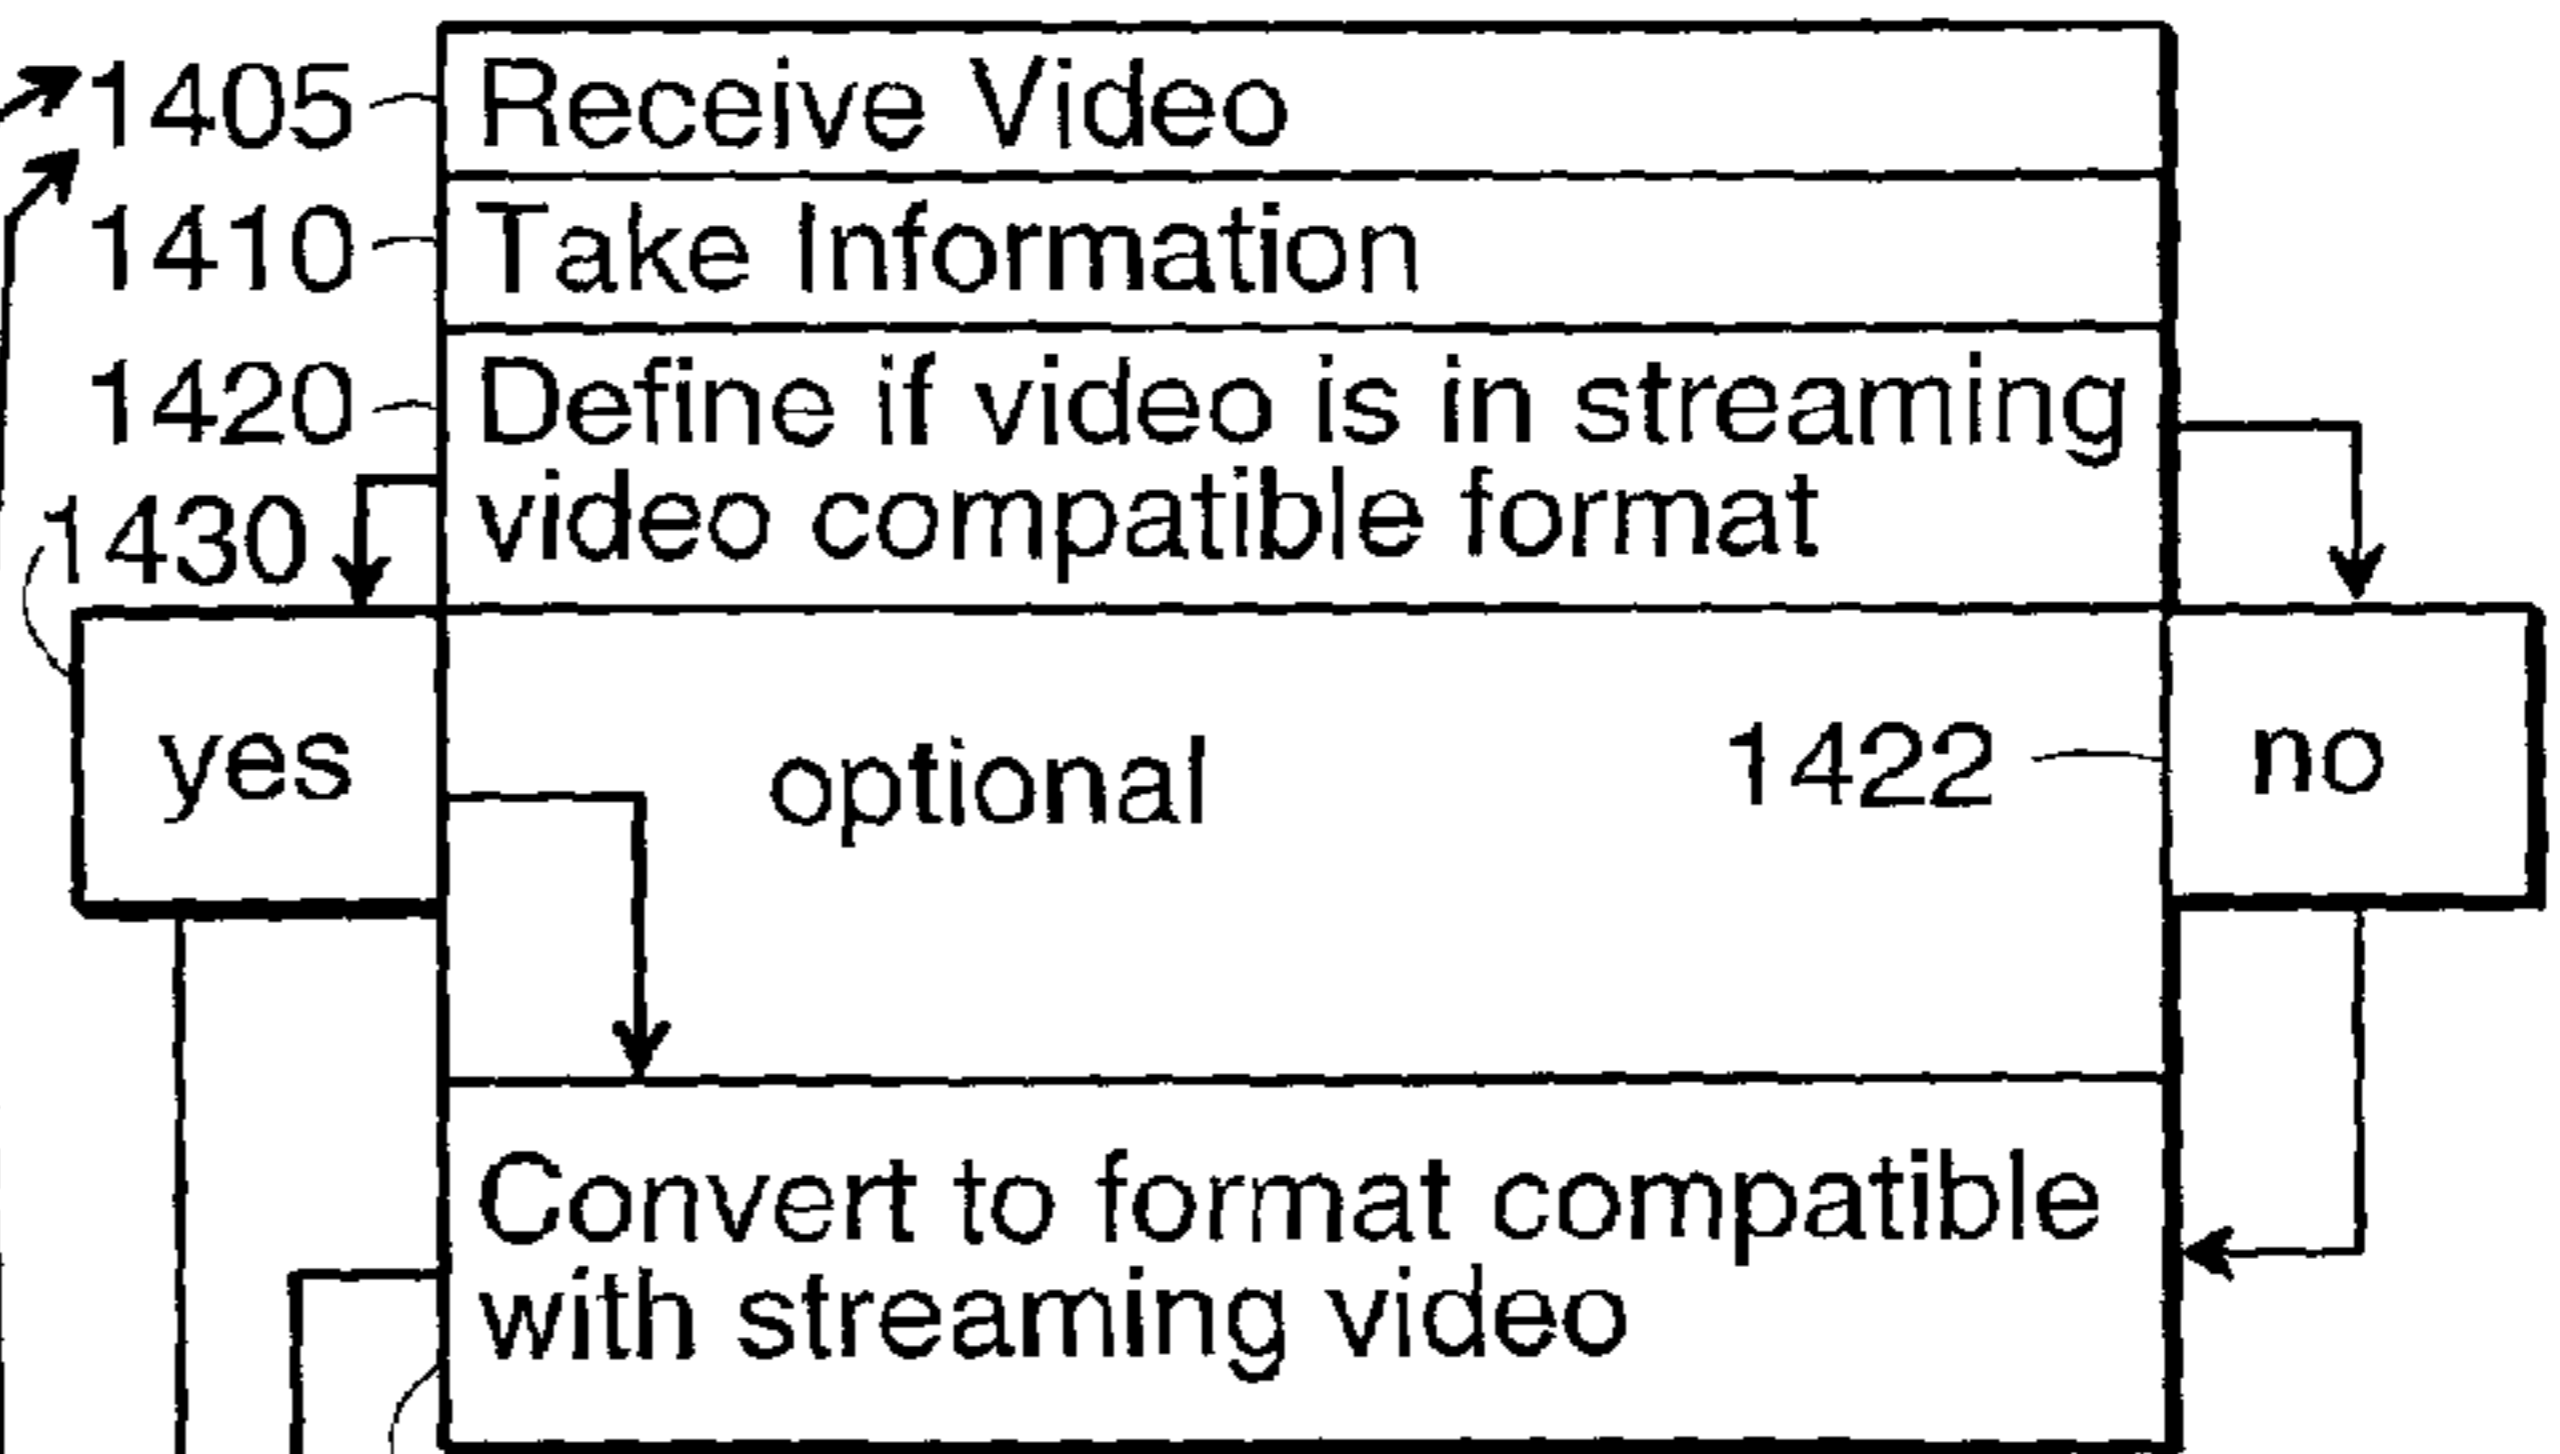 1405 Receive Video
1410 Take Information
1420 Define if video is in streaming
1430 video compatible format
yes optional 1422 no
Convert to format compatible
with streaming video